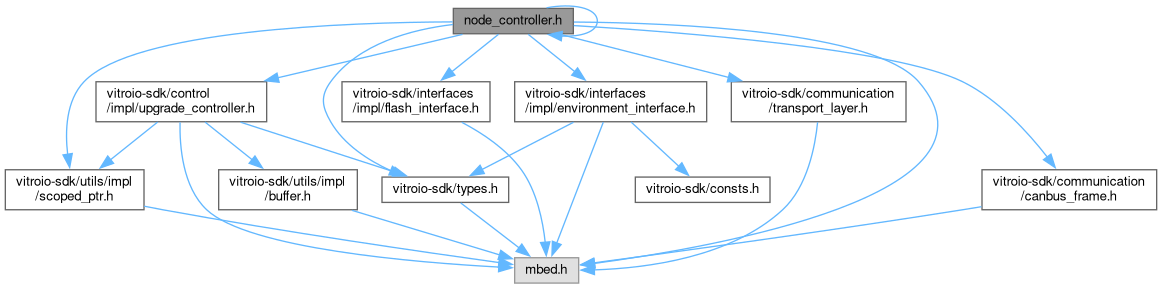 node_controller.h
vitroio-sdk/control
/impl/upgrade_controller.h
vitroio-sdk/interfaces
/impl/flash_interface.h
vitroio-sdk/interfaces
/impl/environment_interface.h
vitroio-sdk/communication
/transport_layer.h
vitroio-sdk/utils/impl
/scoped_ptr.h
vitroio-sdk/utils/impl
/buffer.h
vitroio-sdk/types.h
vitroio-sdk/consts.h
vitroio-sdk/communication
/canbus_frame.h
mbed.h